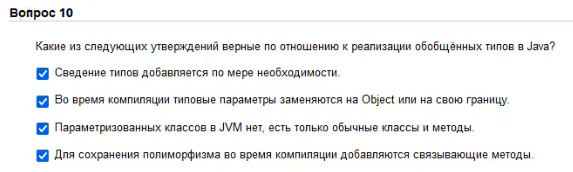 Вопрос 10
Какие из следующих утверждений верные по отношению к реализации обобщённых типов в Java?
Сведение типов добавляется по мере необходимости.
Во время компиляции типовые параметры заменяются на Object или на свою границу.
Параметризованных классов в JVM нет, есть только обычные классы и методы.
Для сохранения полиморфизма во время компиляции добавляются связывающие методы.